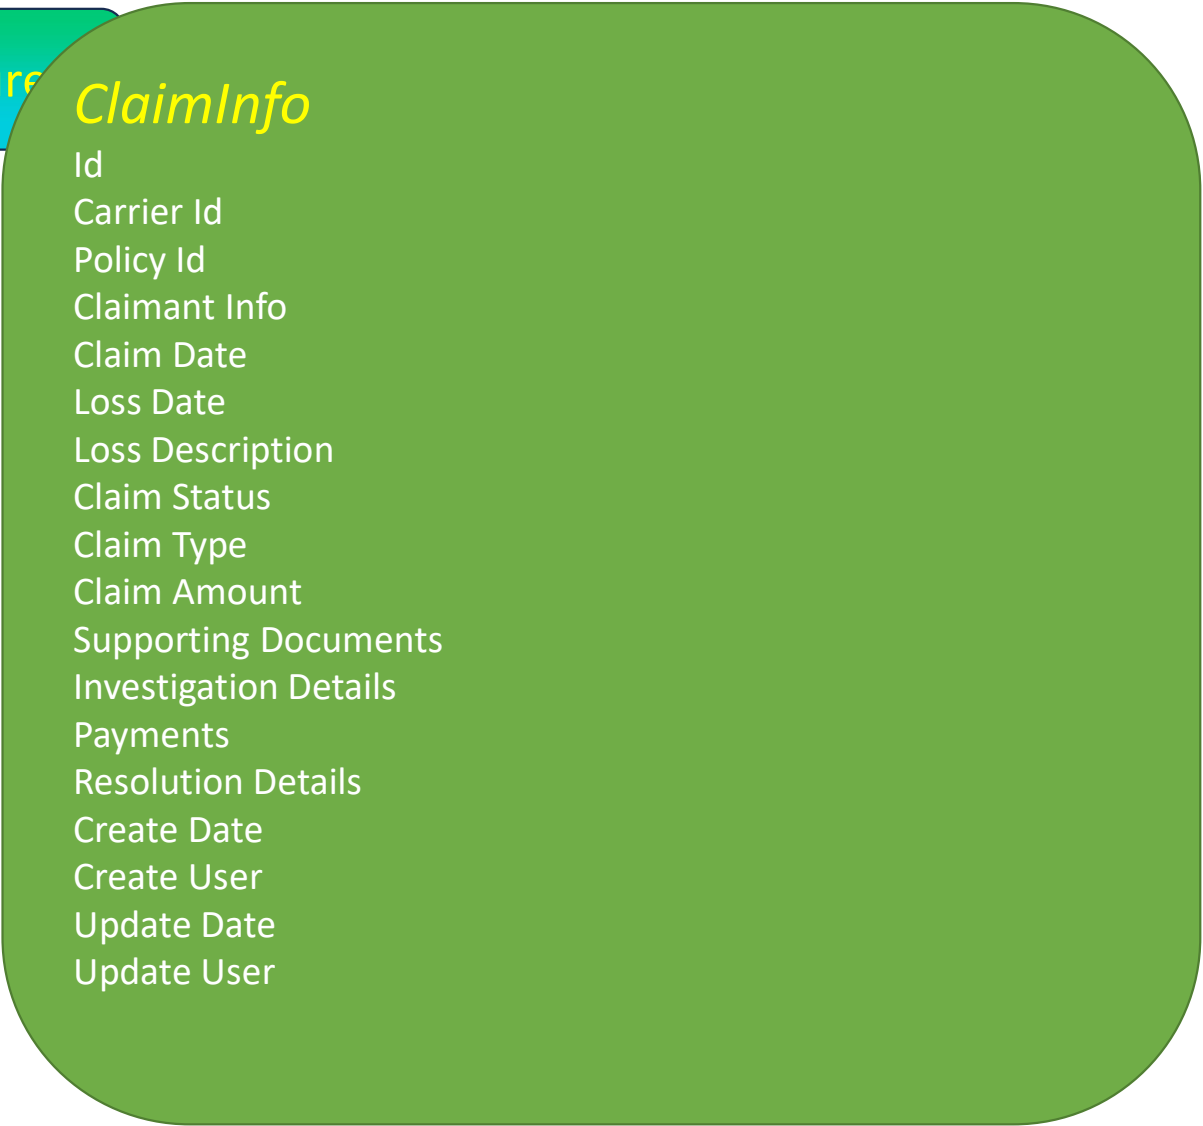 ClaimInfo
Id
Carrier Id
Policy Id
Claimant Info
Claim Date
Loss Date
Loss Description
Claim Status
Claim Type
Claim Amount
Supporting Documents
Investigation Details
Payments
Resolution Details
Create Date
Create User
Update Date
Update User